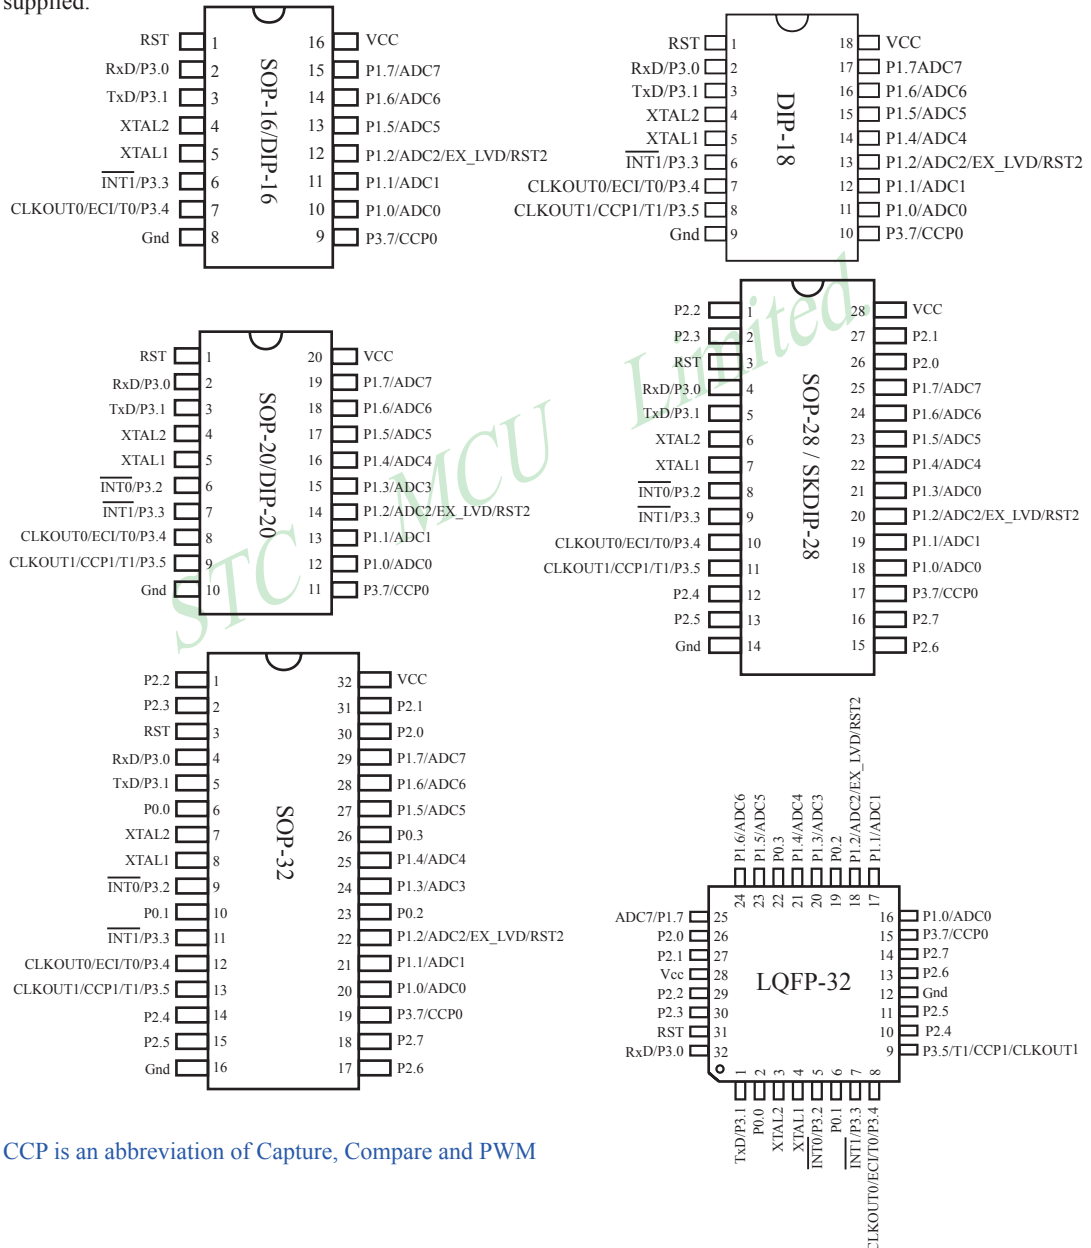 supplied.
RST 1 16 VCC
RxD/P3.0 2 15 P1.7/ADC7
TxD/P3.1 3 14 P1.6/ADC6
XTAL2 4 13 P1.5/ADC5
XTAL1 5 12 P1.2/ADC2/EX_LVD/RST2
INT1/P3.3 6 11 P1.1/ADC1
CLKOUT0/ECI/T0/P3.4 7 10 P1.0/ADC0
Gnd 8 9 P3.7/CCP0
SOP-16/DIP-16
RST 1 18 VCC
RxD/P3.0 2 17 P1.7ADC7
TxD/P3.1 3 16 P1.6/ADC6
XTAL2 4 15 P1.5/ADC5
XTAL1 5 14 P1.4/ADC4
INT1/P3.3 6 13 P1.2/ADC2/EX_LVD/RST2
CLKOUT0/ECI/T0/P3.4 7 12 P1.1/ADC1
CLKOUT1/CCP1/T1/P3.5 8 11 P1.0/ADC0
Gnd 9 10 P3.7/CCP0
DIP-18
RST 1 20 VCC
RxD/P3.0 2 19 P1.7/ADC7
TxD/P3.1 3 18 P1.6/ADC6
XTAL2 4 17 P1.5/ADC5
XTAL1 5 16 P1.4/ADC4
INT0/P3.2 6 15 P1.3/ADC3
INT1/P3.3 7 14 P1.2/ADC2/EX_LVD/RST2
CLKOUT0/ECI/T0/P3.4 8 13 P1.1/ADC1
CLKOUT1/CCP1/T1/P3.5 9 12 P1.0/ADC0
Gnd 10 11 P3.7/CCP0
SOP-20/DIP-20
P2.2 1 28 VCC
P2.3 2 27 P2.1
RST 3 26 P2.0
RxD/P3.0 4 25 P1.7/ADC7
TxD/P3.1 5 24 P1.6/ADC6
XTAL2 6 23 P1.5/ADC5
XTAL1 7 22 P1.4/ADC4
INT0/P3.2 8 21 P1.3/ADC0
INT1/P3.3 9 20 P1.2/ADC2/EX_LVD/RST2
CLKOUT0/ECI/T0/P3.4 10 19 P1.1/ADC1
CLKOUT1/CCP1/T1/P3.5 11 18 P1.0/ADC0
P2.4 12 17 P3.7/CCP0
P2.5 13 16 P2.7
Gnd 14 15 P2.6
SOP-28 / SKDIP-28
STC MCU Limited.
P2.2 1 32 VCC
P2.3 2 31 P2.1
RST 3 30 P2.0
RxD/P3.0 4 29 P1.7/ADC7
TxD/P3.1 5 28 P1.6/ADC6
P0.0 6 27 P1.5/ADC5
XTAL2 7 26 P0.3
XTAL1 8 25 P1.4/ADC4
INT0/P3.2 9 24 P1.3/ADC3
P0.1 10 23 P0.2
INT1/P3.3 11 22 P1.2/ADC2/EX_LVD/RST2
CLKOUT0/ECI/T0/P3.4 12 21 P1.1/ADC1
CLKOUT1/CCP1/T1/P3.5 13 20 P1.0/ADC0
P2.4 14 19 P3.7/CCP0
P2.5 15 18 P2.7
Gnd 16 17 P2.6
SOP-32
24 P1.6/ADC6
23 P1.5/ADC5
22 P0.3
21 P1.4/ADC4
20 P1.3/ADC3
19 P0.2
18 P1.2/ADC2/EX_LVD/RST2
17 P1.1/ADC1
ADC7/P1.7 25 16 P1.0/ADC0
P2.0 26 15 P3.7/CCP0
P2.1 27 14 P2.7
Vcc 28 13 P2.6
P2.2 29 12 Gnd
P2.3 30 11 P2.5
RST 31 10 P2.4
RxD/P3.0 32 9 P3.5/T1/CCP1/CLKOUT1
LQFP-32
TxD/P3.1 1
P0.0 2
XTAL2 3
XTAL1 4
INT0/P3.2 5
P0.1 6
INT1/P3.3 7
CLKOUT0/ECI/T0/P3.4 8
CCP is an abbreviation of Capture, Compare and PWM